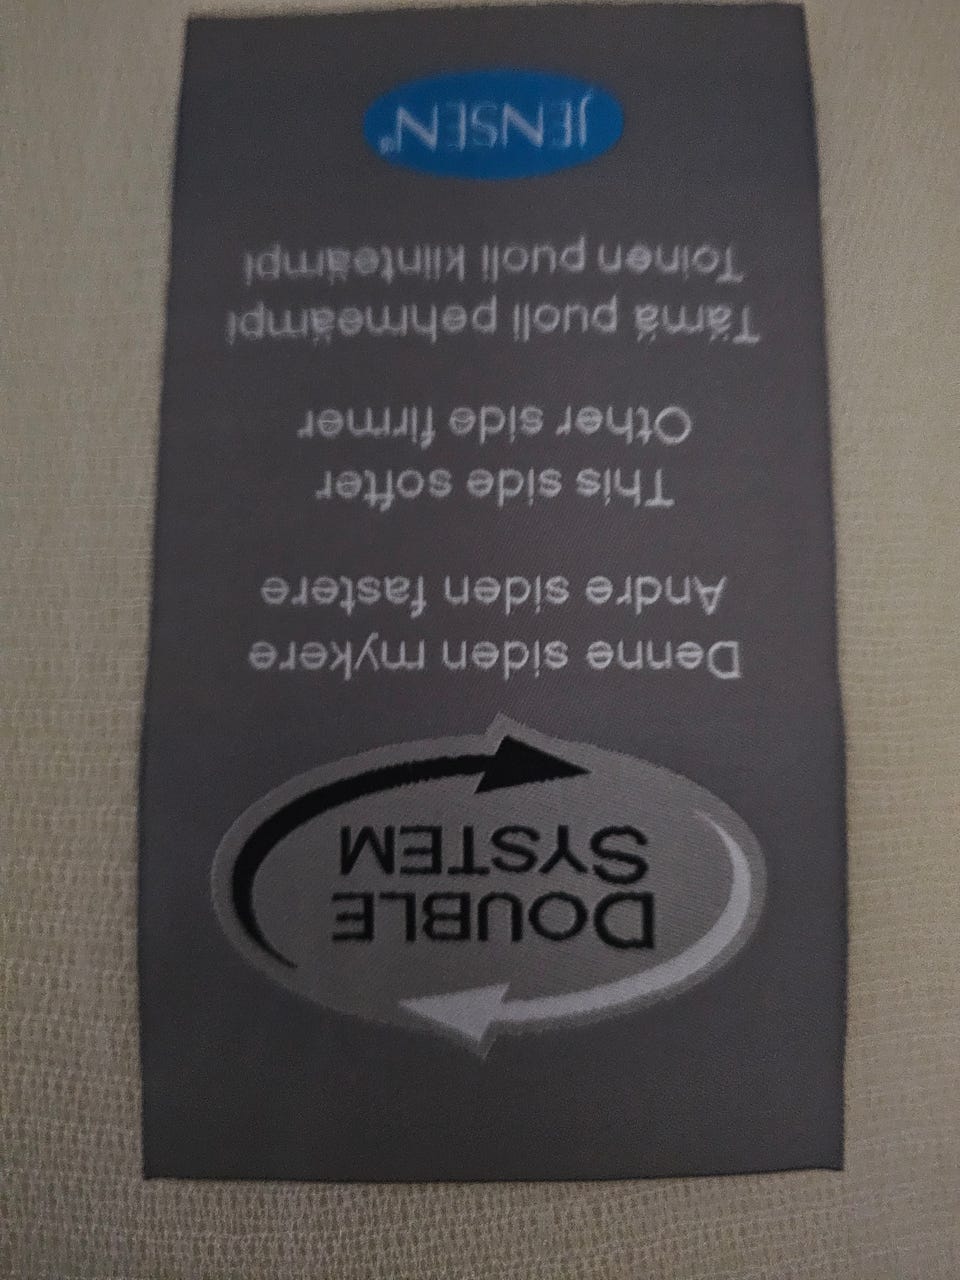 DOUBLE
SYSTEM
Denne siden mykere
Andre siden fastere
This side softer
Other side firmer
Tämä puoli pehmeämpi
Toinen puoli kiinteämpi
JENSEN®